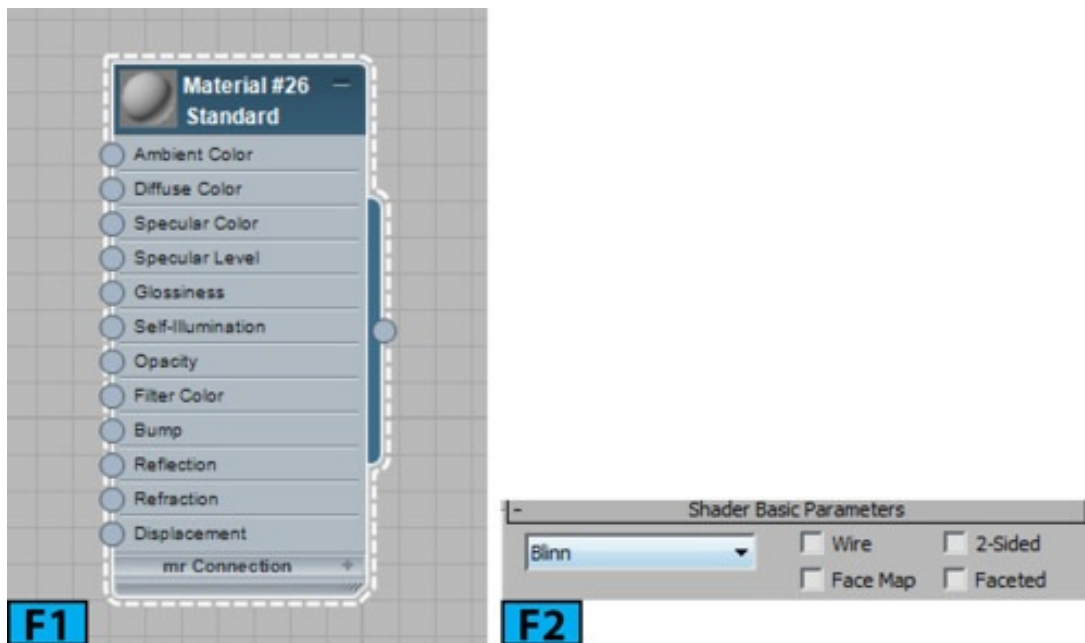 Material #26
Standard
Ambient Color
Diffuse Color
Specular Color
Specular Level
Glossiness
Self-Illumination
Opacity
Filter Color
Bump
Reflection
Refraction
Displacement
mr Connection +
F1
- Shader Basic Parameters
Blinn Wire 2-Sided
Face Map Faceted
F2